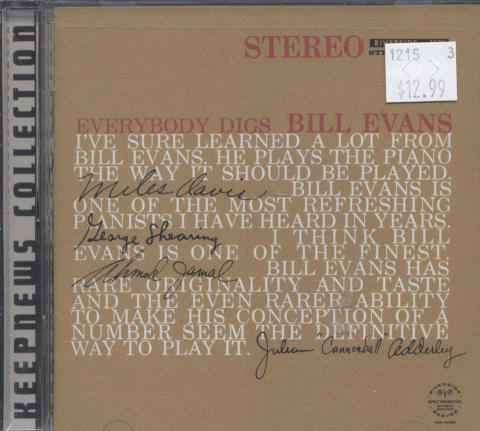 KEEPNEWS COLLECTION
STEREO
RIVERSIDE
1215 3
$12.99
EVERYBODY DIGS BILL EVANS
I'VE SURE LEARNED A LOT FROM
BILL EVANS. HE PLAYS THE PIANO
THE WAY IT SHOULD BE PLAYED.
Miles Davis BILL EVANS IS
ONE OF THE MOST REFRESHING
PIANISTS I HAVE HEARD IN YEARS.
George Shearing I THINK BILL
EVANS IS ONE OF THE FINEST.
Ahmad Jamal BILL EVANS HAS
RARE ORIGINALITY AND TASTE
AND THE EVEN RARER ABILITY
TO MAKE HIS CONCEPTION OF A
NUMBER SEEM THE DEFINITIVE
WAY TO PLAY IT. Julian "Cannonball" Adderley
RIVERSIDE
SPECTROSONIC